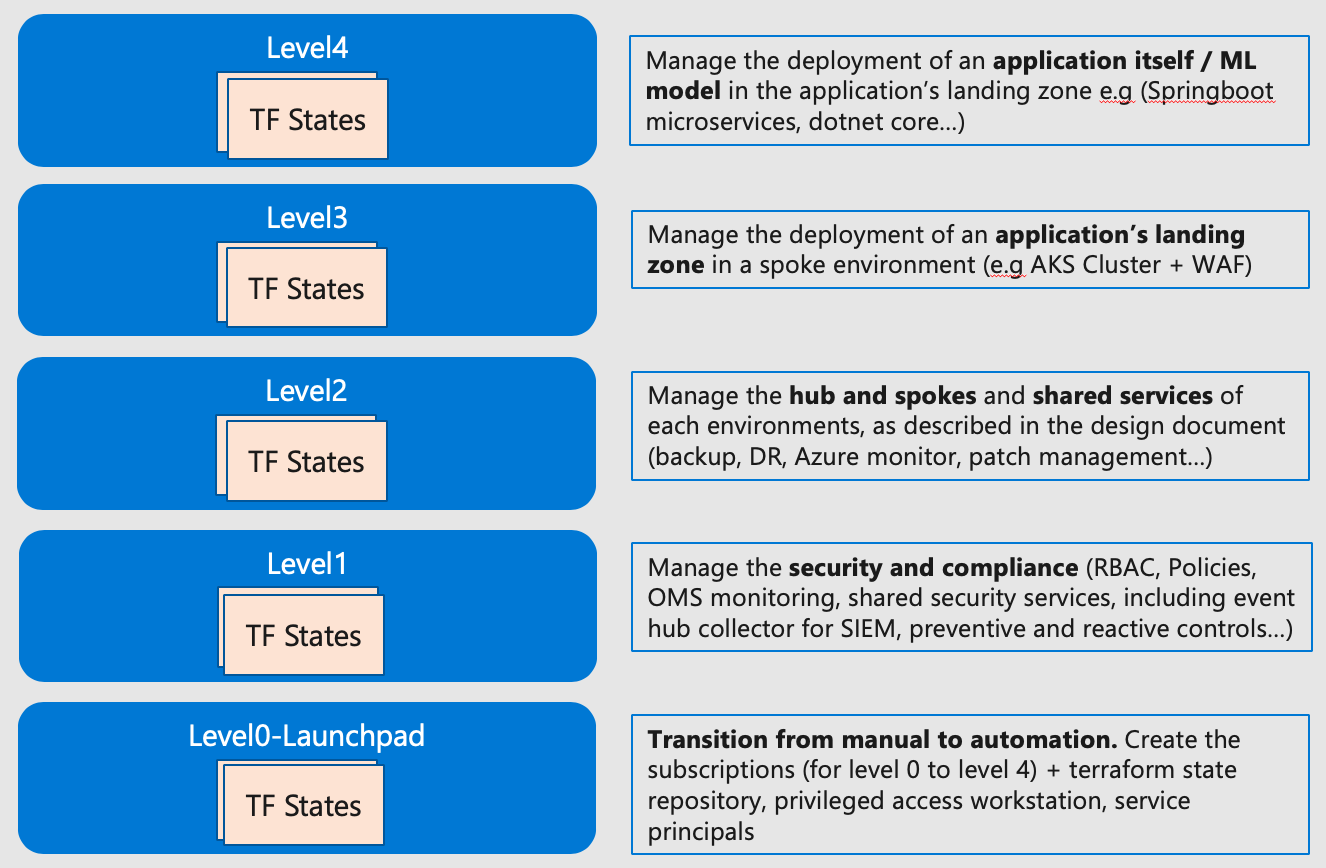 Level4
TF States
Manage the deployment of an application itself / ML
model in the application's landing zone e.g (Springboot
microservices, dotnet core...)
Level3
TF States
Manage the deployment of an application's landing
zone in a spoke environment (e.g AKS Cluster + WAF)
Level2
TF States
Manage the hub and spokes and shared services of
each environments, as described in the design document
(backup, DR, Azure monitor, patch management...)
Level1
TF States
Manage the security and compliance (RBAC, Policies,
OMS monitoring, shared security services, including event
hub collector for SIEM, preventive and reactive controls...)
Level0-Launchpad
TF States
Transition from manual to automation. Create the
subscriptions (for level 0 to level 4) + terraform state
repository, privileged access workstation, service
principals